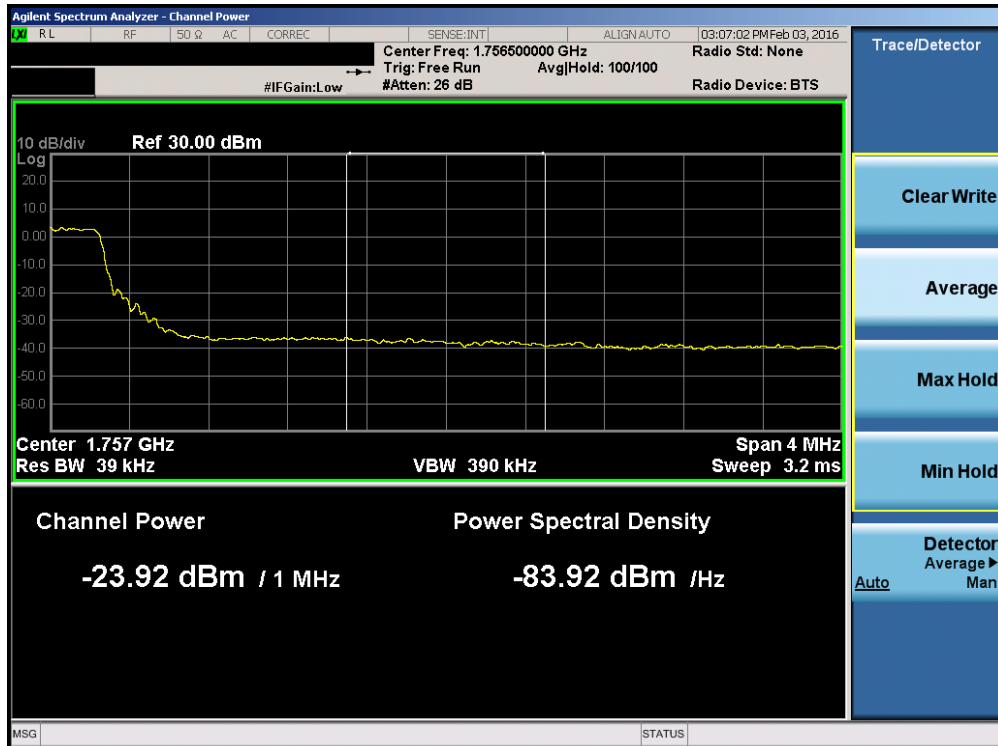 Agilent Spectrum Analyzer - Channel Power
LXI RL RF 50 Ω AC CORREC SENSE:INT ALIGN AUTO 03:07:02 PM Feb 03, 2016
Center Freq: 1.756500000 GHz Radio Std: None
Trig: Free Run Avg|Hold: 100/100
#IFGain:Low #Atten: 26 dB Radio Device: BTS
10 dB/div Ref 30.00 dBm
Log
20.0
10.0
0.00
-10.0
-20.0
-30.0
-40.0
-50.0
-60.0
Center 1.757 GHz Span 4 MHz
Res BW 39 kHz VBW 390 kHz Sweep 3.2 ms
Channel Power Power Spectral Density
-23.92 dBm / 1 MHz -83.92 dBm /Hz
MSG STATUS
Trace/Detector
Clear Write
Average
Max Hold
Min Hold
Detector
Average▶
Auto Man